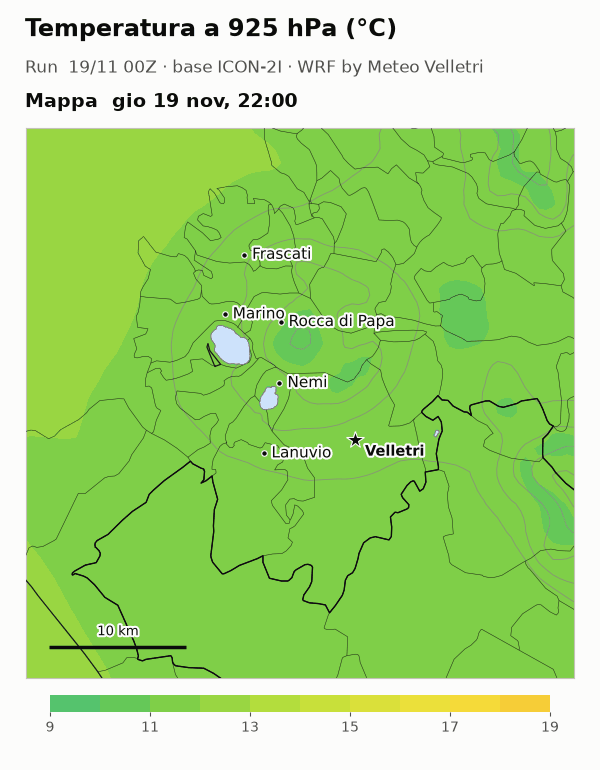 Temperatura a 925 hPa (°C)
Run  19/11 00Z · base ICON-2I · WRF by Meteo Velletri
Mappa  gio 19 nov, 22:00
Frascati
Marino
Rocca di Papa
Nemi
Velletri
Lanuvio
10 km
9 11 13 15 17 19